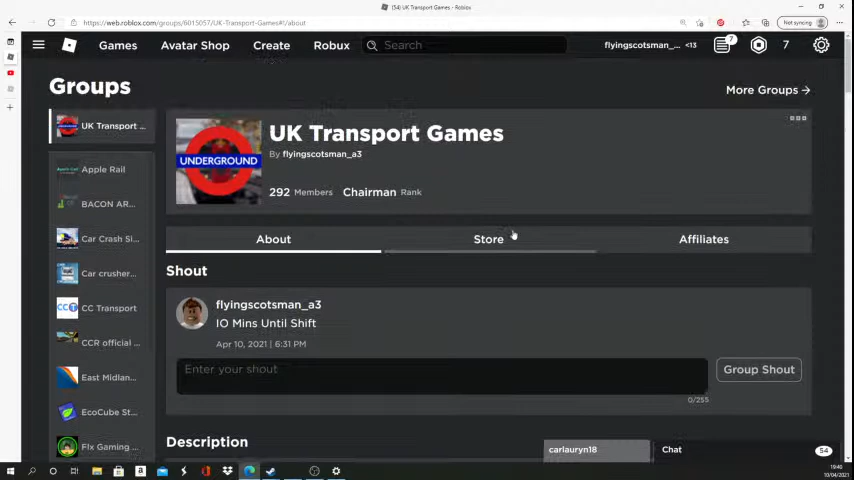 (54) UK Transport Games - Roblox
https://web.roblox.com/groups/6015057/UK-Transport-Games#!/about
Not syncing
Games
Avatar Shop
Create
Robux
Search
flyingscotsman_... <13
7
7
Groups
More Groups →
UK Transport ...
Apple Rail
BACON AR...
Car Crash Si...
Car crusher...
CC Transport
CCR official ...
East Midlan...
EcoCube St...
Fix Gaming ...
UNDERGROUND
UK Transport Games
By flyingscotsman_a3
292 Members Chairman Rank
About
Store
Affiliates
Shout
flyingscotsman_a3
IO Mins Until Shift
Apr 10, 2021 | 6:31 PM
Enter your shout
Group Shout
0/255
Description
carlauryn18
Chat
54
19:40
10/04/2021